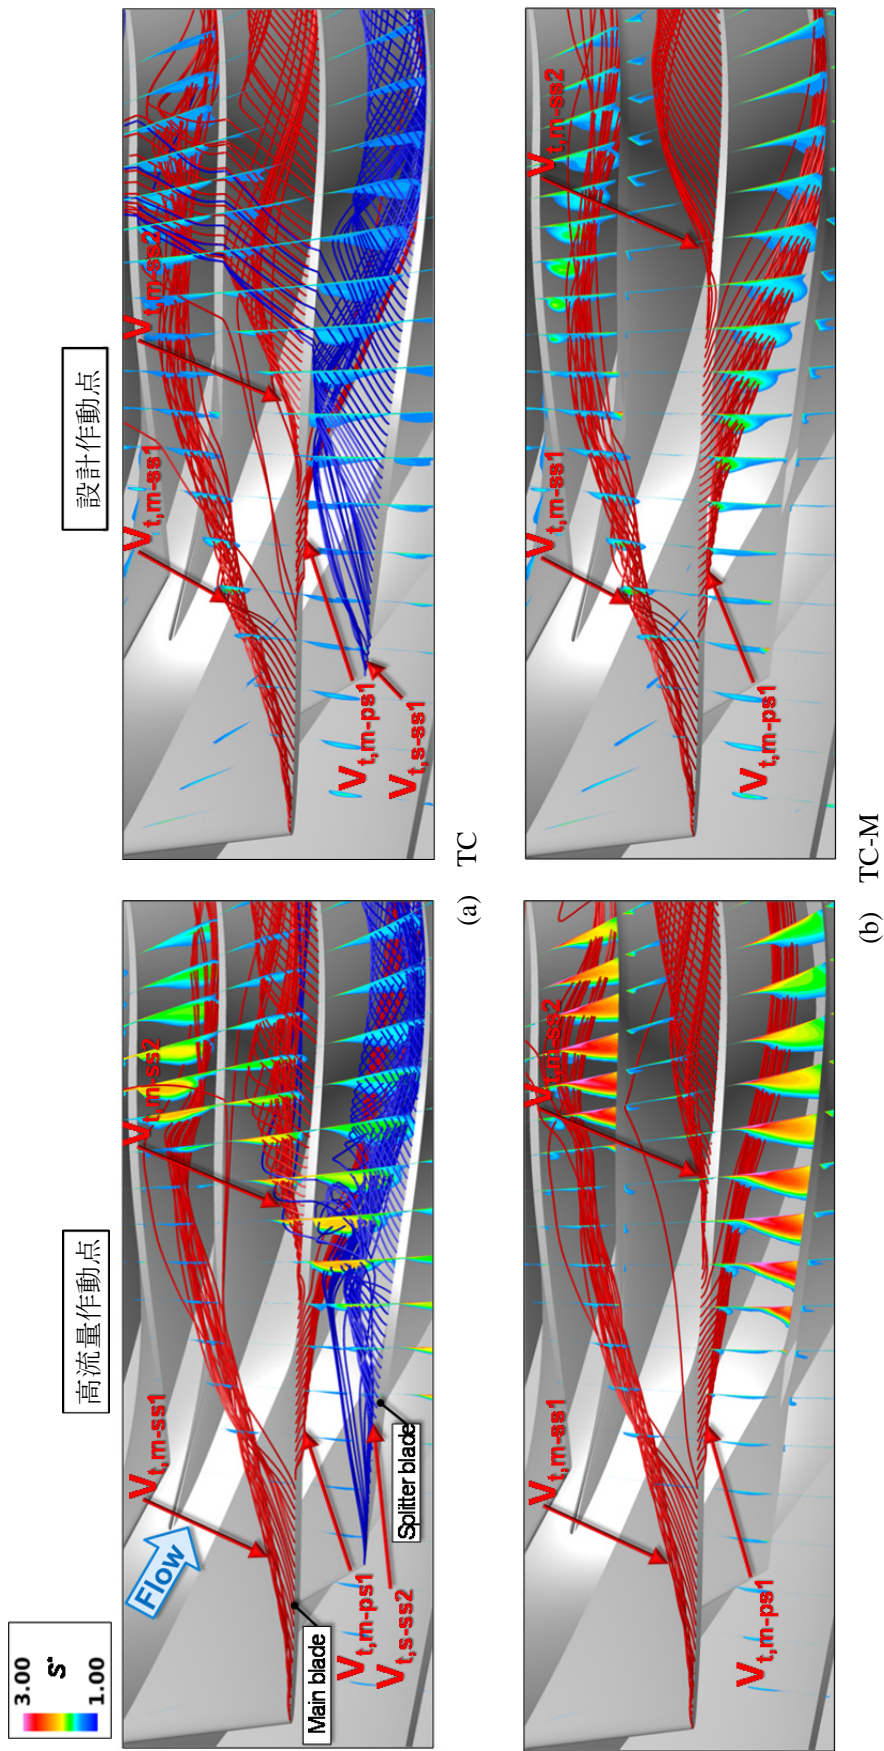 3.00
S*
1.00
高流量作動点
設計作動点
Flow
V t,m-ss1
V t,m-ss2
Main blade
V t,m-ps1
V t,s-ss2
Splitter blade
V t,m-ss1
V t,m-ss2
V t,m-ps1
V t,s-ss1
(a) TC
V t,m-ss1
V t,m-ss2
V t,m-ps1
V t,m-ss1
V t,m-ss2
V t,m-ps1
(b) TC-M